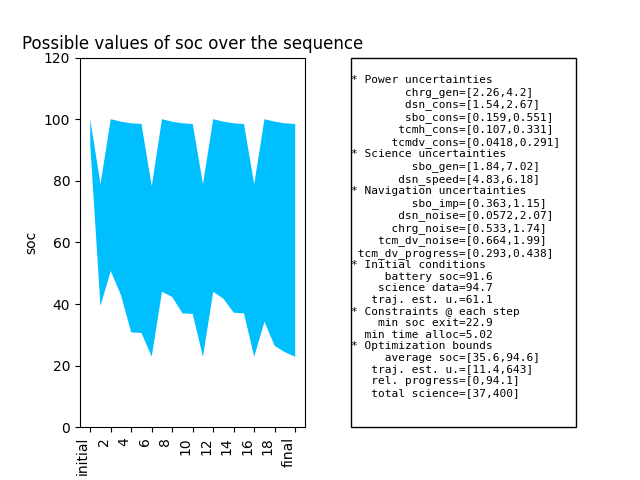 Possible values of soc over the sequence
120
100
80
60
40
20
0
soc
initial
2
4
6
8
10
12
14
16
18
final
* Power uncertainties
chrg_gen=[2.26,4.2]
dsn_cons=[1.54,2.67]
sbo_cons=[0.159,0.551]
tcmh_cons=[0.107,0.331]
tcmdv_cons=[0.0418,0.291]
* Science uncertainties
sbo_gen=[1.84,7.02]
dsn_speed=[4.83,6.18]
* Navigation uncertainties
sbo_imp=[0.363,1.15]
dsn_noise=[0.0572,2.07]
chrg_noise=[0.533,1.74]
tcm_dv_noise=[0.664,1.99]
tcm_dv_progress=[0.293,0.438]
* Initial conditions
battery soc=91.6
science data=94.7
traj. est. u.=61.1
* Constraints @ each step
min soc exit=22.9
min time alloc=5.02
* Optimization bounds
average soc=[35.6,94.6]
traj. est. u.=[11.4,643]
rel. progress=[0,94.1]
total science=[37,400]